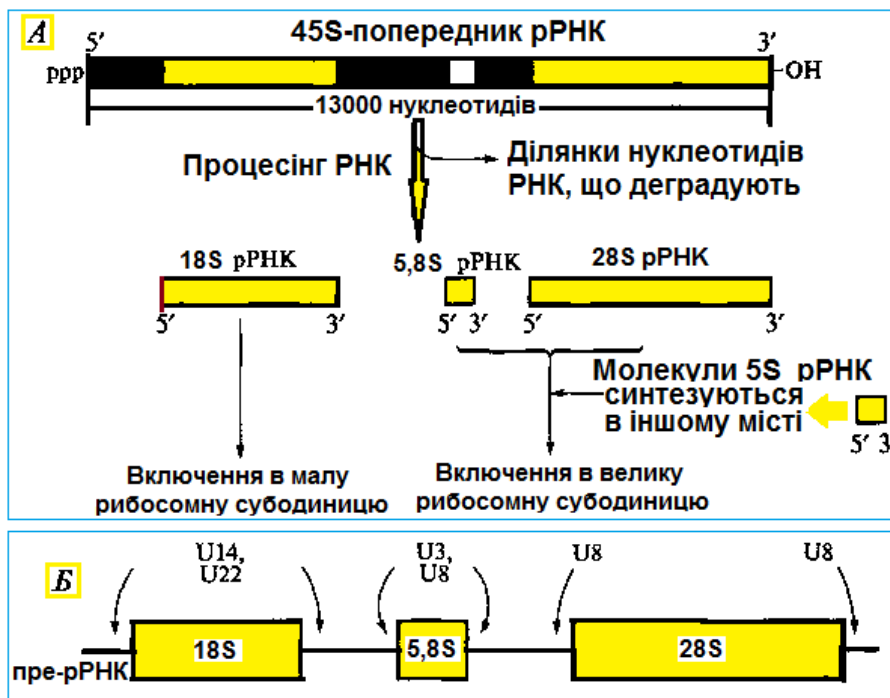 А
45S-попередник рРНК
5′
3′
ppp
OH
13000 нуклеотидів
Процесінг РНК
Ділянки нуклеотидів
РНК, що деградують
18S рРНК
5,8S рРНК
28S рРНК
5′ 3′
5′ 3′
5′ 3′
Молекули 5S рРНК
синтезуються
в іншому місті
5′ 3
Включення в малу
рибосомну субодиницю
Включення в велику
рибосомну субодиницю
Б
U14,
U22
U3,
U8
U8
U8
18S
5,8S
28S
пре-рРНК